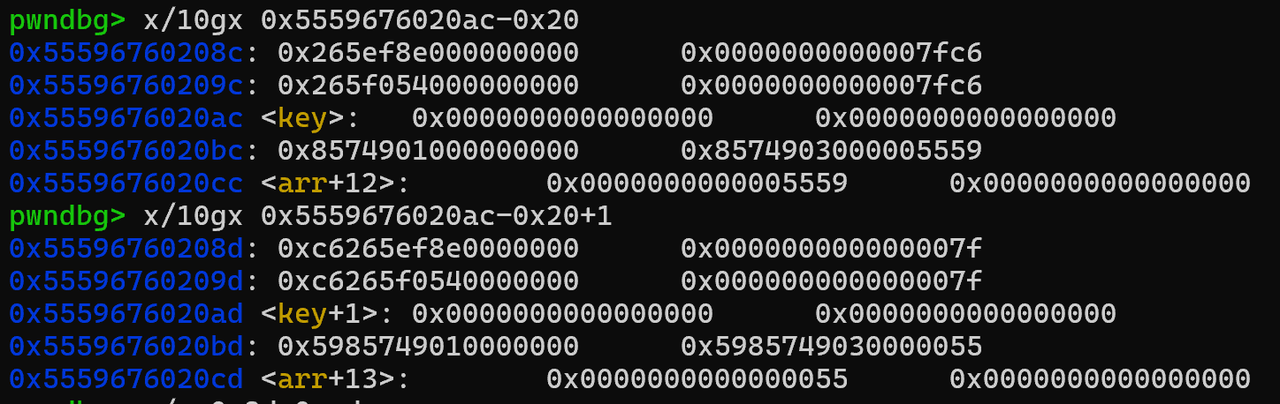 pwndbg> x/10gx 0x5559676020ac-0x20
0x55596760208c: 0x265ef8e000000000 0x0000000000007fc6
0x55596760209c: 0x265f054000000000 0x0000000000007fc6
0x5559676020ac <key>: 0x0000000000000000 0x0000000000000000
0x5559676020bc: 0x8574901000000000 0x8574903000005559
0x5559676020cc <arr+12>: 0x0000000000005559 0x0000000000000000
pwndbg> x/10gx 0x5559676020ac-0x20+1
0x55596760208d: 0xc6265ef8e0000000 0x000000000000007f
0x55596760209d: 0xc6265f0540000000 0x000000000000007f
0x5559676020ad <key+1>: 0x0000000000000000 0x0000000000000000
0x5559676020bd: 0x5985749010000000 0x5985749030000055
0x5559676020cd <arr+13>: 0x0000000000000055 0x0000000000000000